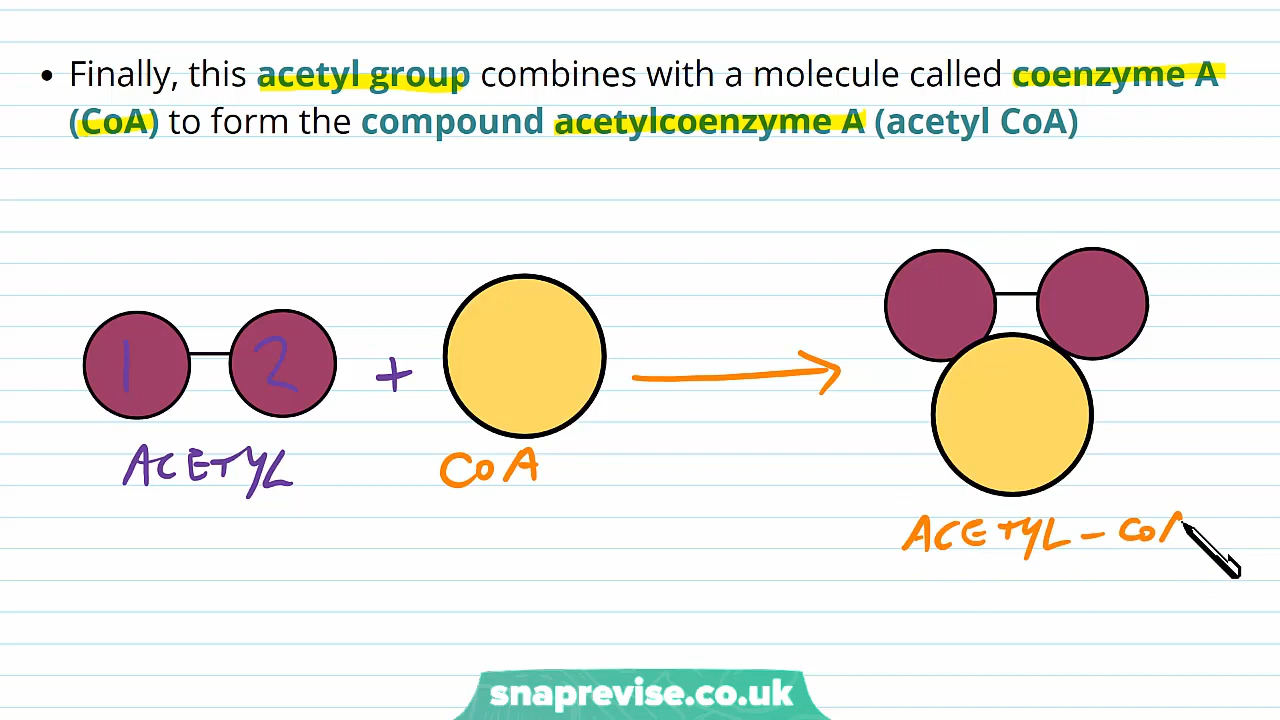 • Finally, this acetyl group combines with a molecule called coenzyme A
(CoA) to form the compound acetylcoenzyme A (acetyl CoA)
1 2 +
ACETYL
CoA
ACETYL - CoA
snaprevise.co.uk